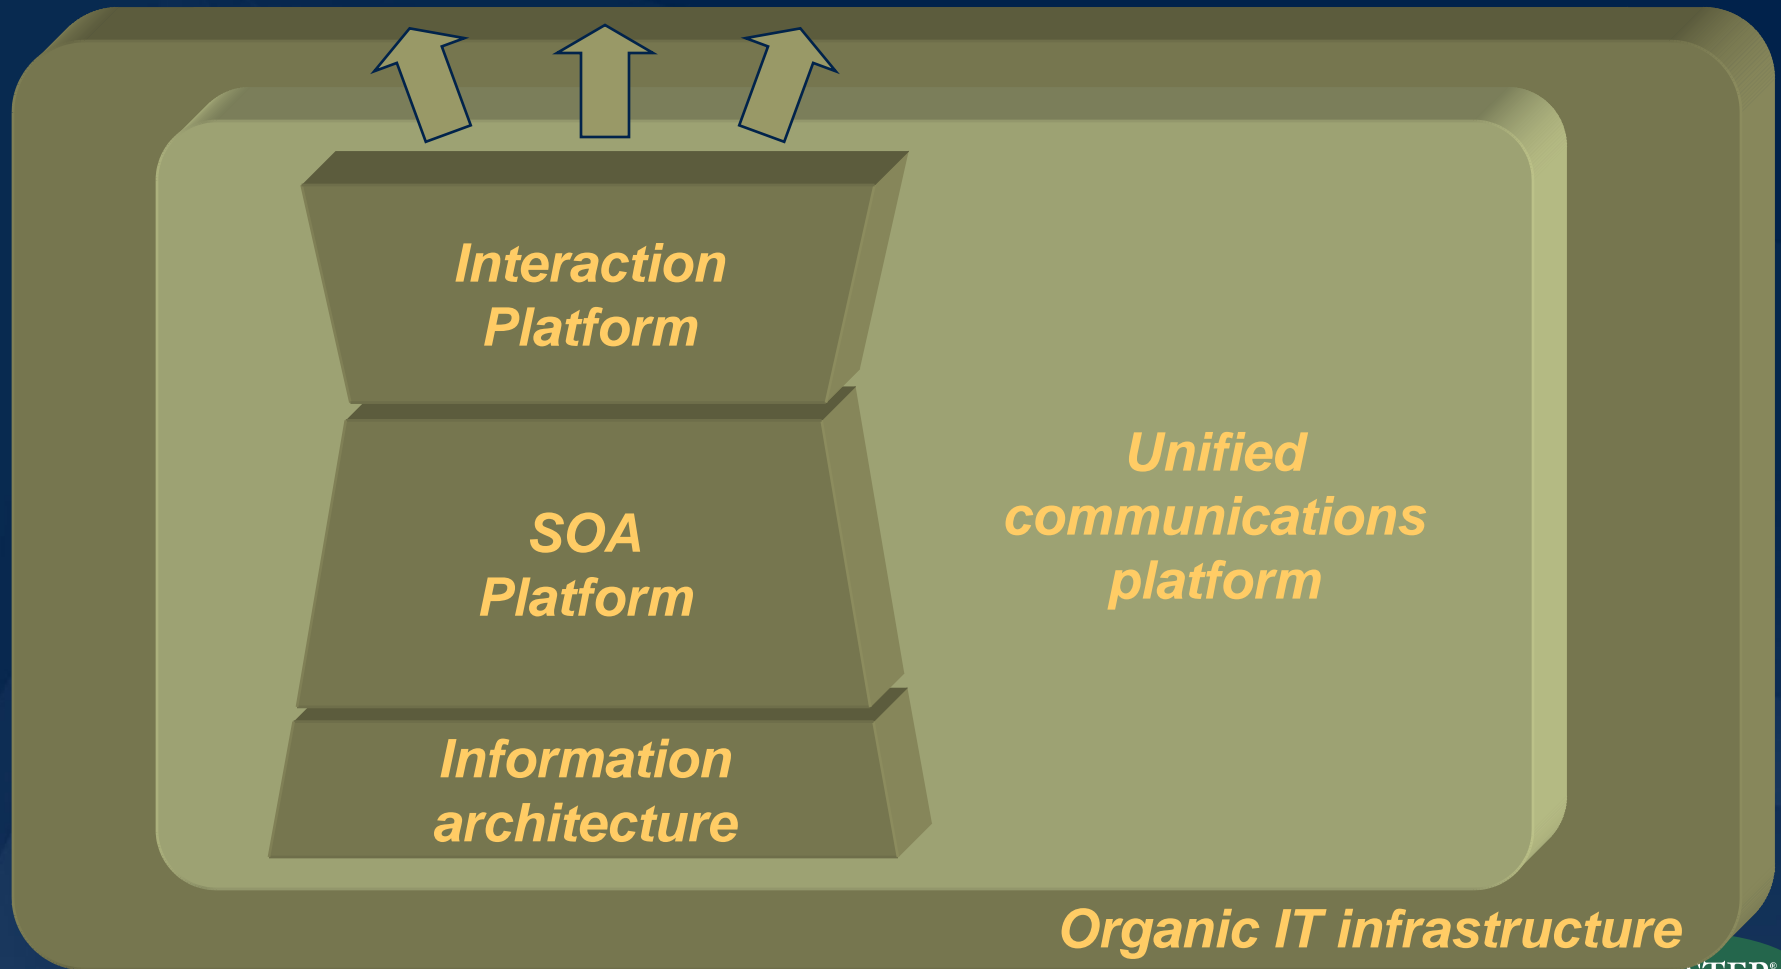 Interaction
Platform
SOA
Platform
Information
architecture
Unified
communications
platform
Organic IT infrastructure